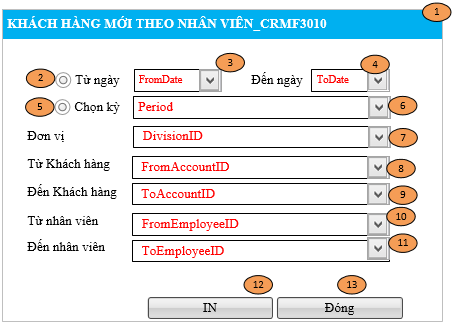 KHÁCH HÀNG MỚI THEO NHÂN VIÊN_CRMF3010 1
2 Từ ngày FromDate 3 Đến ngày ToDate 4
5 Chọn kỳ Period 6
Đơn vị DivisionID 7
Từ Khách hàng FromAccountID 8
Đến Khách hàng ToAccountID 9
Từ nhân viên FromEmployeeID 10
Đến nhân viên ToEmployeeID 11
12 13
IN Đóng